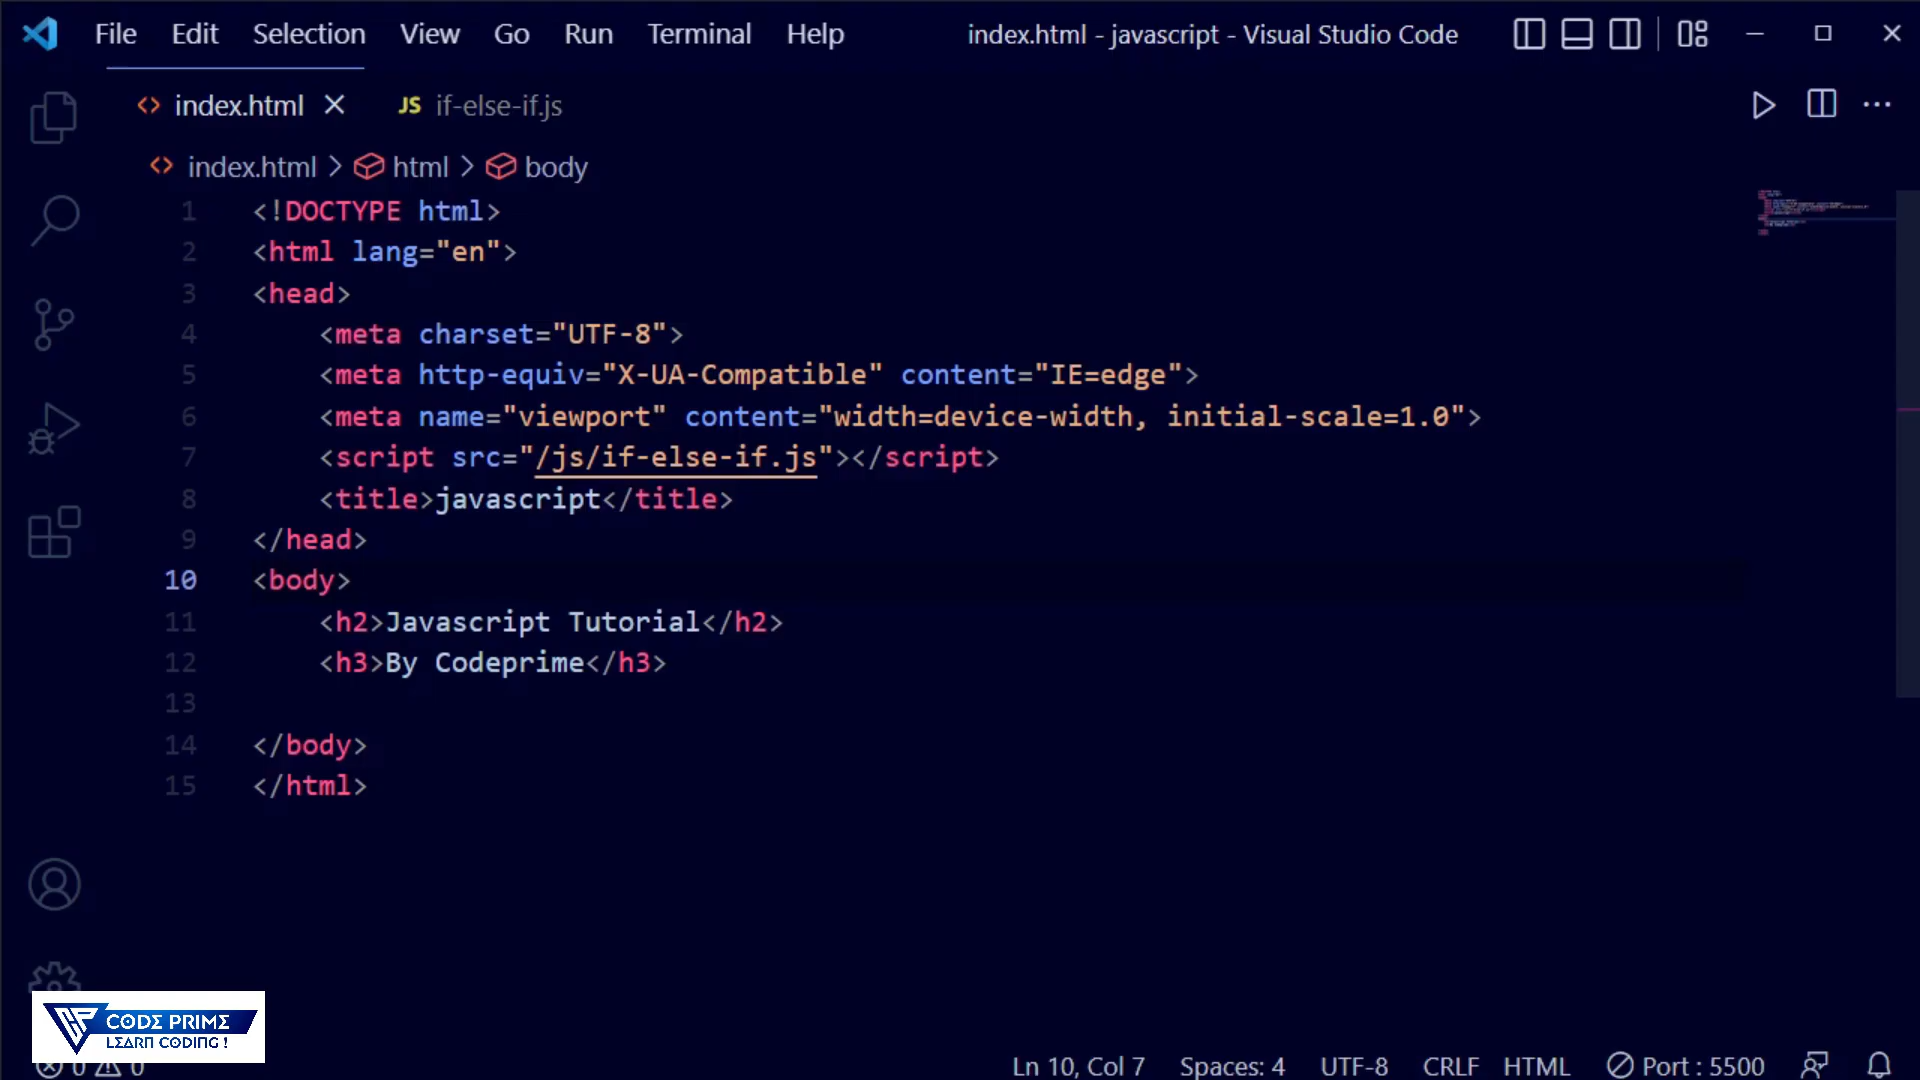 File Edit Selection View Go Run Terminal Help index.html - javascript - Visual Studio Code
index.html JS if-else-if.js
index.html > html > body
1 <!DOCTYPE html>
2 <html lang="en">
3 <head>
4     <meta charset="UTF-8">
5     <meta http-equiv="X-UA-Compatible" content="IE=edge">
6     <meta name="viewport" content="width=device-width, initial-scale=1.0">
7     <script src="/js/if-else-if.js"></script>
8     <title>javascript</title>
9 </head>
10 <body>
11     <h2>Javascript Tutorial</h2>
12     <h3>By Codeprime</h3>
13
14 </body>
15 </html>
CODE PRIME
LEARN CODING !
0 0 Ln 10, Col 7 Spaces: 4 UTF-8 CRLF HTML Port : 5500